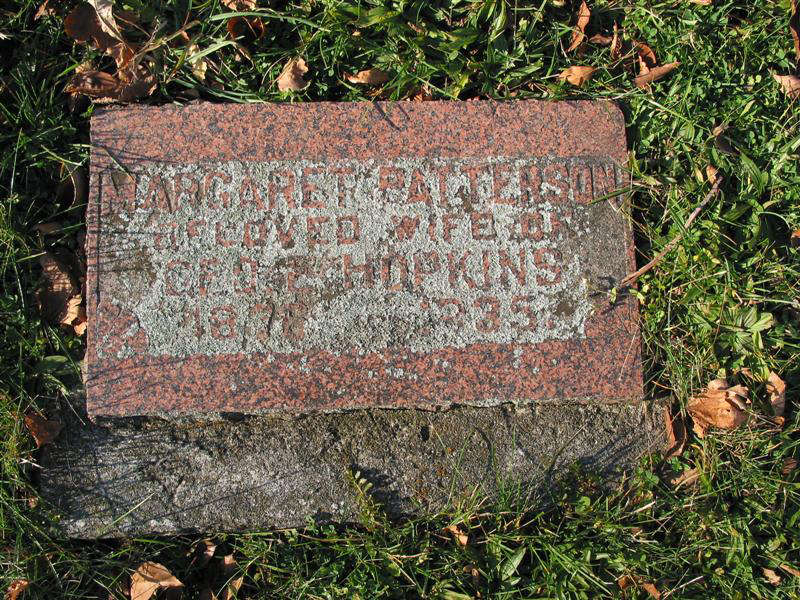 MARGARET PATTERSON
BELOVED WIFE OF
GEO HOPKINS